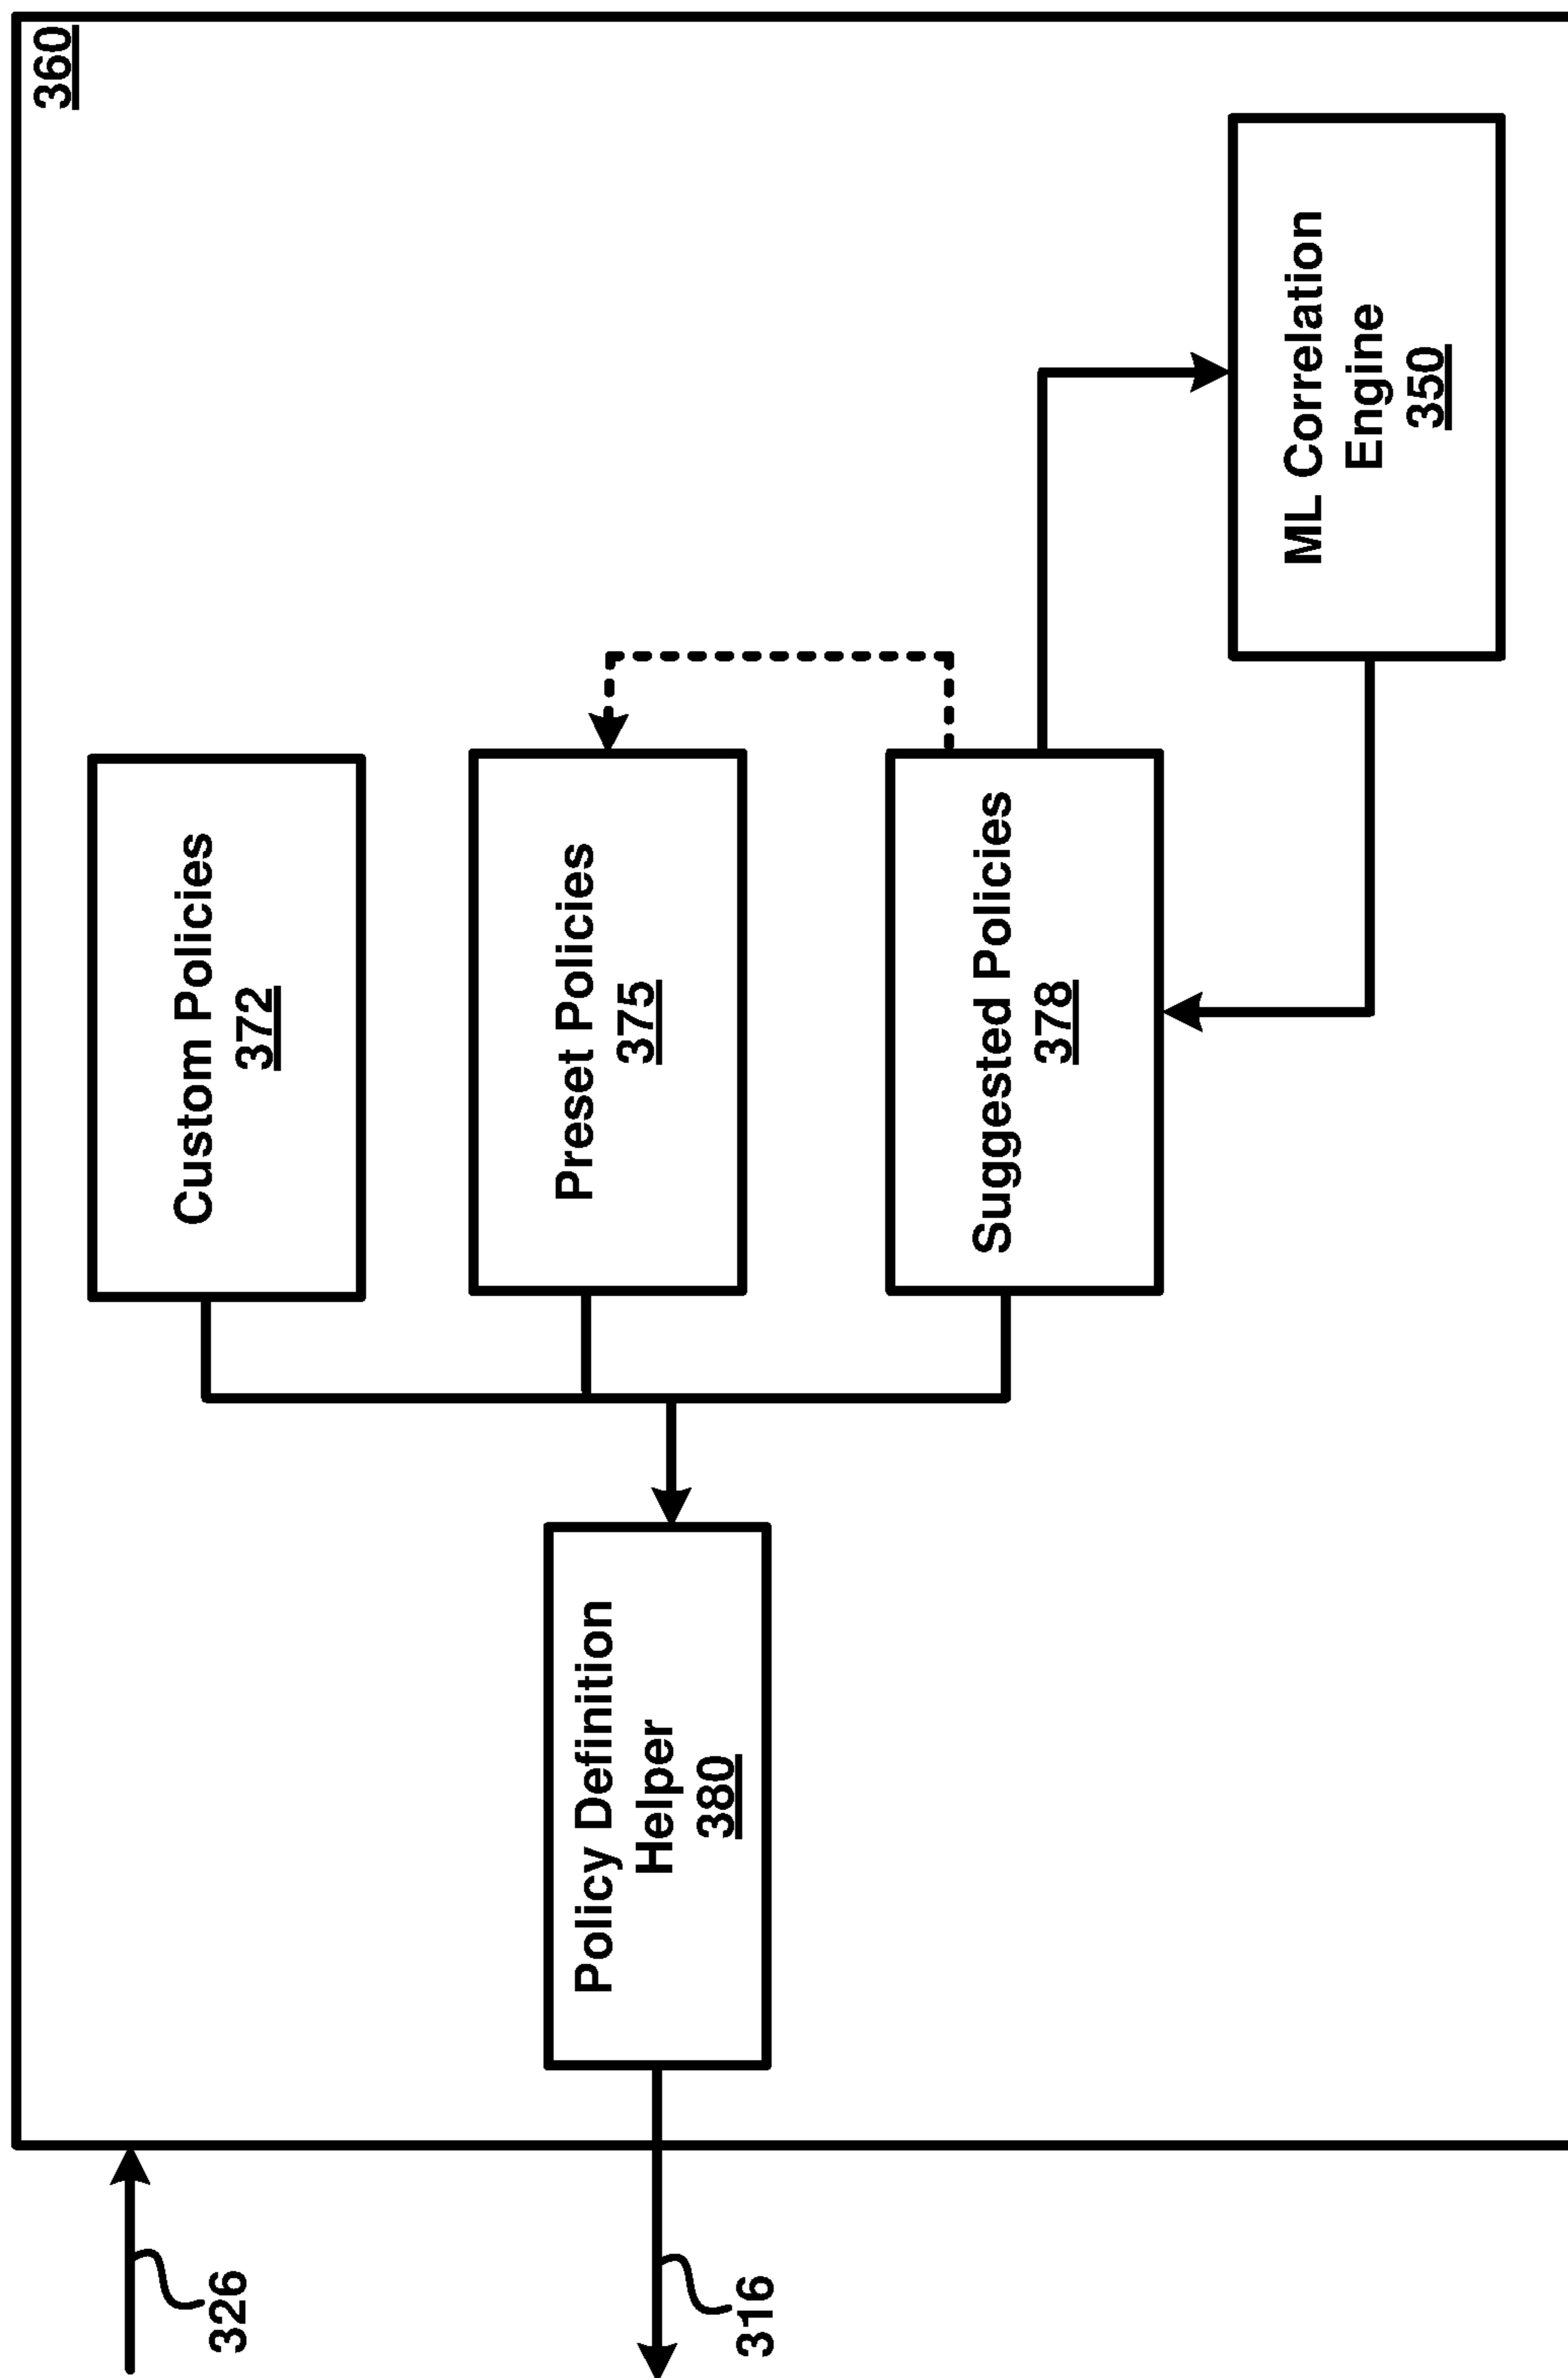 360
Custom Policies
372
Preset Policies
375
Suggested Policies
378
ML Correlation
Engine
350
Policy Definition
Helper
380
326
316